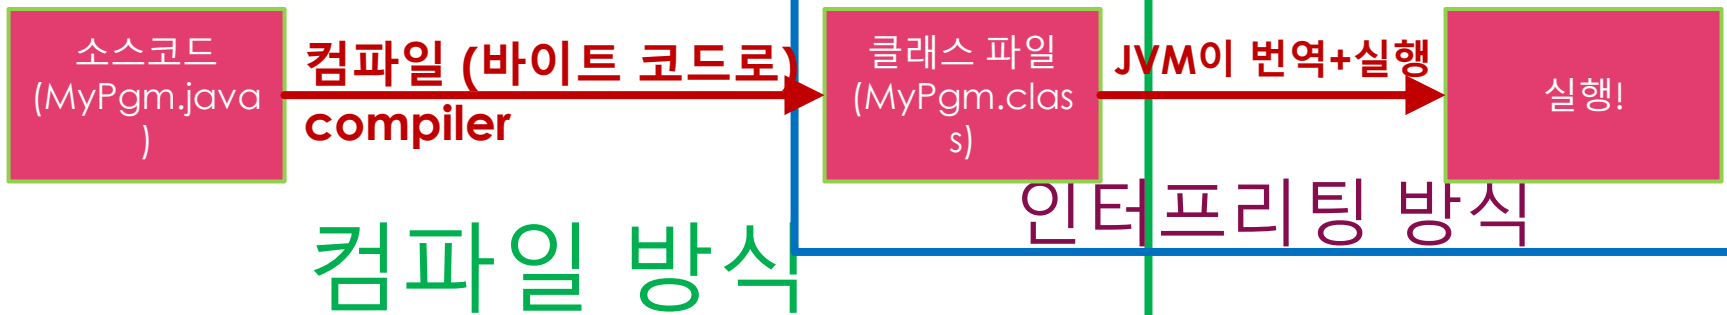 소스코드
(MyPgm.java
)
컴파일 (바이트 코드로)
compiler
클래스 파일
(MyPgm.clas
s)
JVM이 번역+실행
실행!
인터프리팅 방식
컴파일 방식